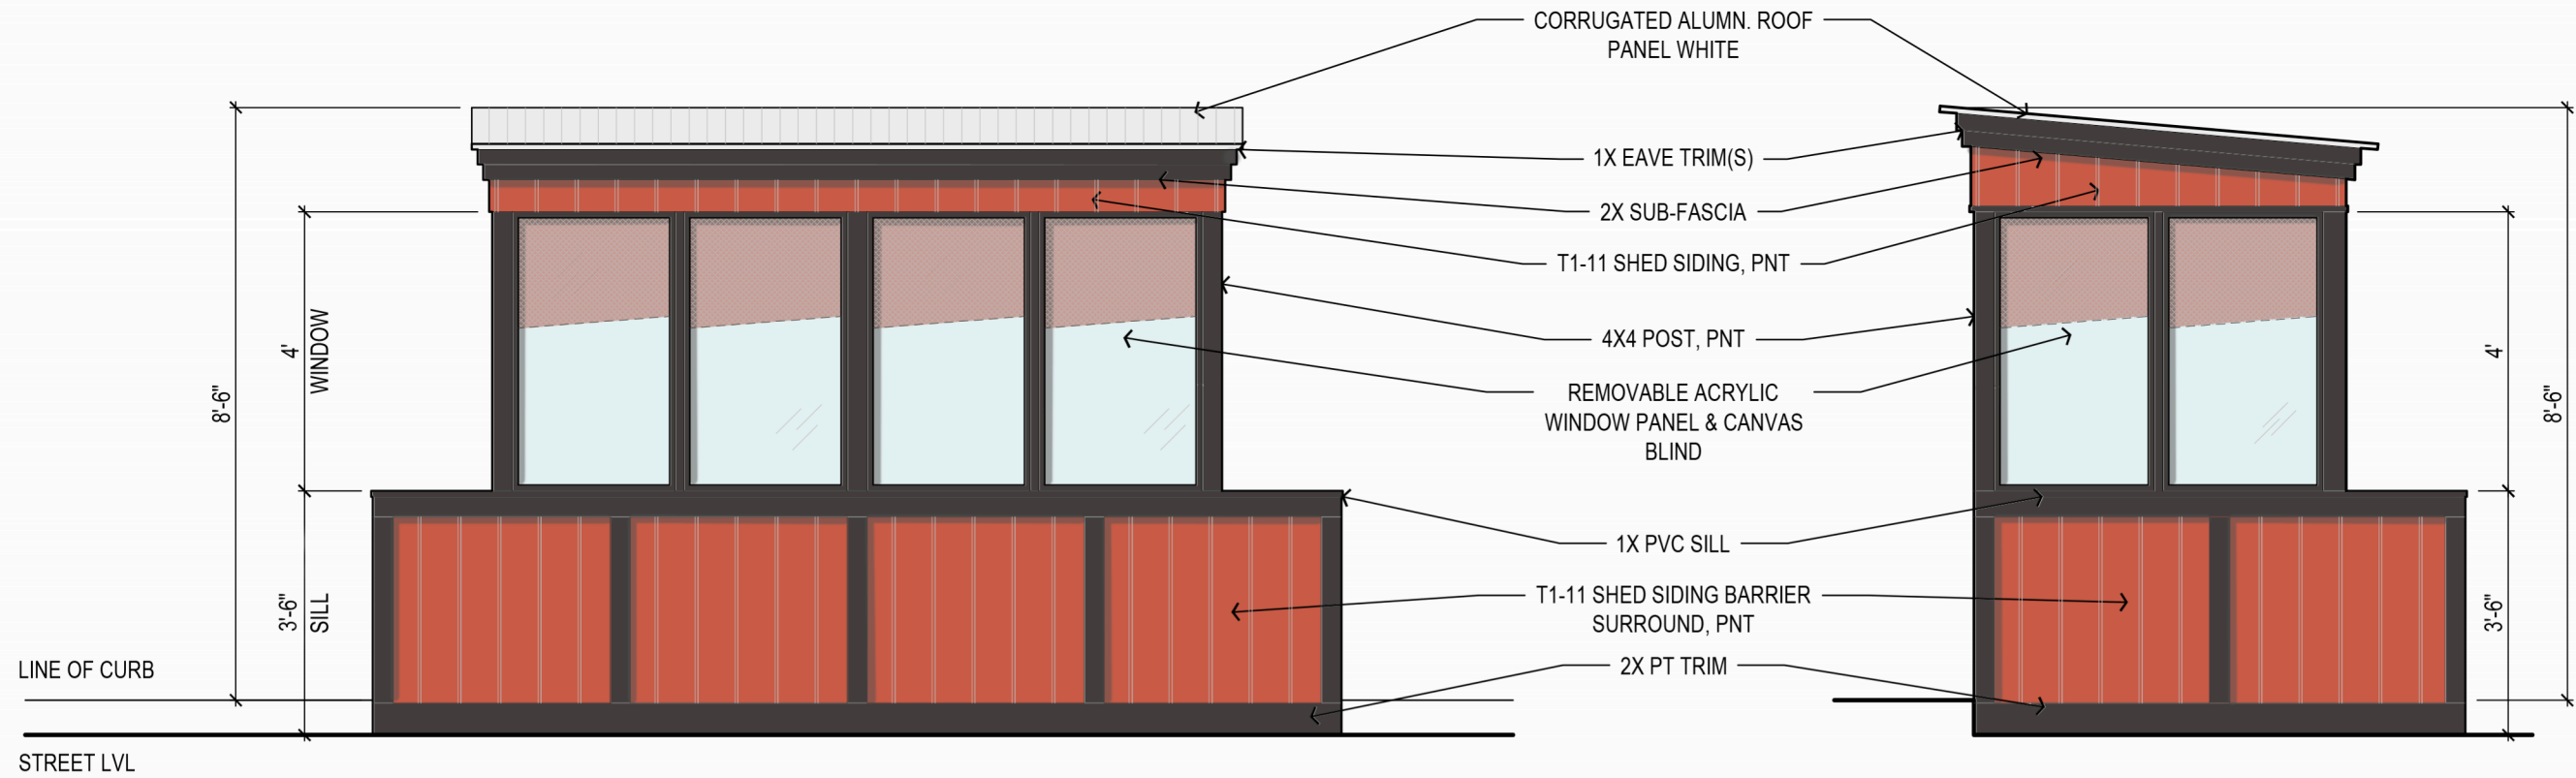 CORRUGATED ALUMN. ROOF
PANEL WHITE
1X EAVE TRIM(S)
2X SUB-FASCIA
T1-11 SHED SIDING, PNT
4X4 POST, PNT
REMOVABLE ACRYLIC
WINDOW PANEL & CANVAS
BLIND
1X PVC SILL
T1-11 SHED SIDING BARRIER
SURROUND, PNT
2X PT TRIM
8'-6"
4'
WINDOW
3'-6"
SILL
LINE OF CURB
STREET LVL
4'
8'-6"
3'-6"